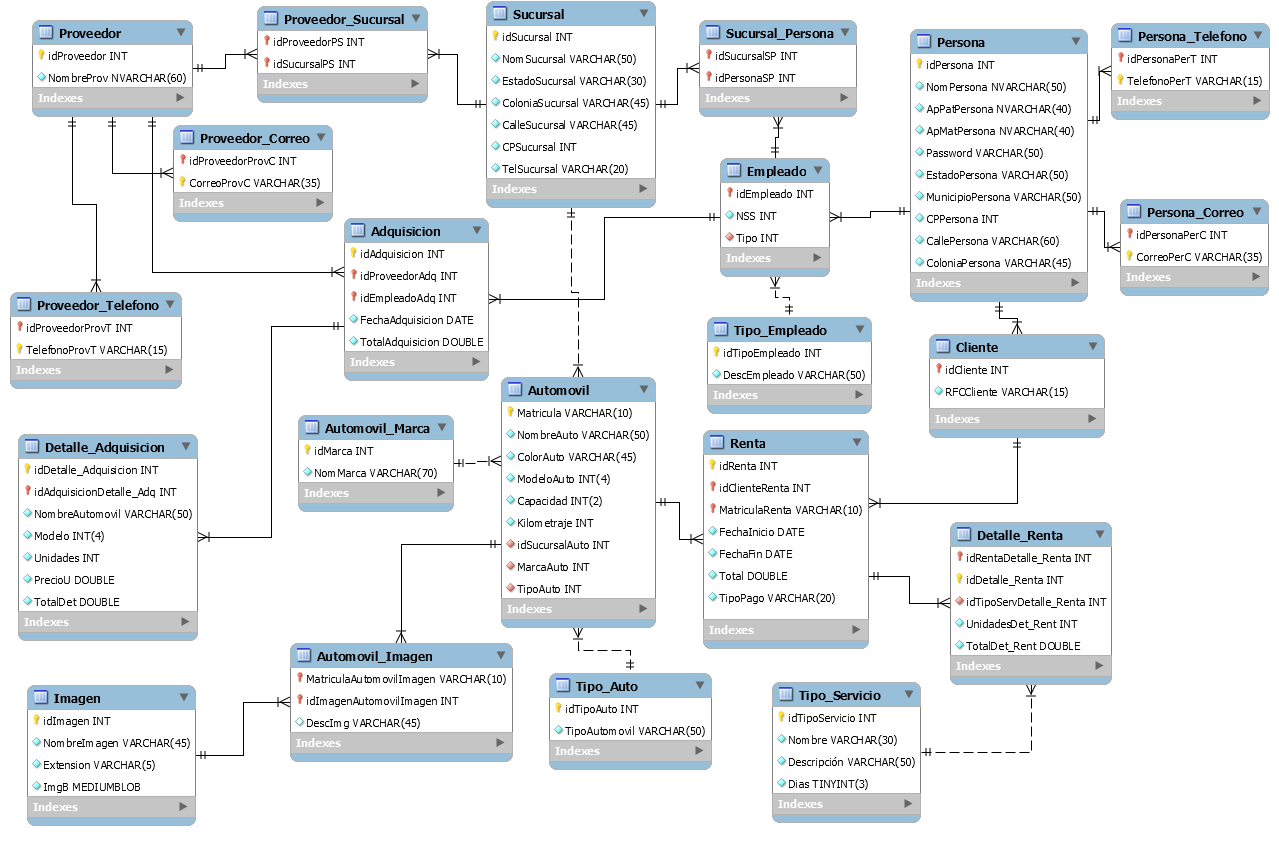 Proveedor
idProveedor INT
NombreProv NVARCHAR(60)
Indexes
Proveedor_Sucursal
idProveedorPS INT
idSucursalPS INT
Indexes
Sucursal
idSucursal INT
NomSucursal VARCHAR(50)
EstadoSucursal VARCHAR(30)
ColoniaSucursal VARCHAR(45)
CalleSucursal VARCHAR(45)
CPSucursal INT
TelSucursal VARCHAR(20)
Indexes
Sucursal_Persona
idSucursalSP INT
idPersonaSP INT
Indexes
Persona
idPersona INT
NomPersona NVARCHAR(50)
ApPatPersona NVARCHAR(40)
ApMatPersona NVARCHAR(40)
Password VARCHAR(50)
EstadoPersona VARCHAR(50)
MunicipioPersona VARCHAR(50)
CPPersona INT
CallePersona VARCHAR(60)
ColoniaPersona VARCHAR(45)
Indexes
Persona_Telefono
idPersonaPerT INT
TelefonoPerT VARCHAR(15)
Indexes
Proveedor_Correo
idProveedorProvC INT
CorreoProvC VARCHAR(35)
Indexes
Empleado
idEmpleado INT
NSS INT
Tipo INT
Indexes
Persona_Correo
idPersonaPerC INT
CorreoPerC VARCHAR(35)
Indexes
Adquisicion
idAdquisicion INT
idProveedorAdq INT
idEmpleadoAdq INT
FechaAdquisicion DATE
TotalAdquisicion DOUBLE
Indexes
Proveedor_Telefono
idProveedorProvT INT
TelefonoProvT VARCHAR(15)
Indexes
Tipo_Empleado
idTipoEmpleado INT
DescEmpleado VARCHAR(50)
Indexes
Cliente
idCliente INT
RFCCliente VARCHAR(15)
Indexes
Automovil
Matricula VARCHAR(10)
NombreAuto VARCHAR(50)
ColorAuto VARCHAR(45)
ModeloAuto INT(4)
Capacidad INT(2)
Kilometraje INT
idSucursalAuto INT
MarcaAuto INT
TipoAuto INT
Indexes
Automovil_Marca
idMarca INT
NomMarca VARCHAR(70)
Indexes
Detalle_Adquisicion
idDetalle_Adquisicion INT
idAdquisicionDetalle_Adq INT
NombreAutomovil VARCHAR(50)
Modelo INT(4)
Unidades INT
PrecioU DOUBLE
TotalDet DOUBLE
Indexes
Renta
idRenta INT
idClienteRenta INT
MatriculaRenta VARCHAR(10)
FechaInicio DATE
FechaFin DATE
Total DOUBLE
TipoPago VARCHAR(20)
Indexes
Detalle_Renta
idRentaDetalle_Renta INT
idDetalle_Renta INT
idTipoServDetalle_Renta INT
UnidadesDet_Rent INT
TotalDet_Rent DOUBLE
Indexes
Automovil_Imagen
MatriculaAutomovilImagen VARCHAR(10)
idImagenAutomovilImagen INT
DescImg VARCHAR(45)
Indexes
Imagen
idImagen INT
NombreImagen VARCHAR(45)
Extension VARCHAR(5)
ImgB MEDIUMBLOB
Indexes
Tipo_Auto
idTipoAuto INT
TipoAutomovil VARCHAR(50)
Indexes
Tipo_Servicio
idTipoServicio INT
Nombre VARCHAR(30)
Descripción VARCHAR(50)
Dias TINYINT(3)
Indexes